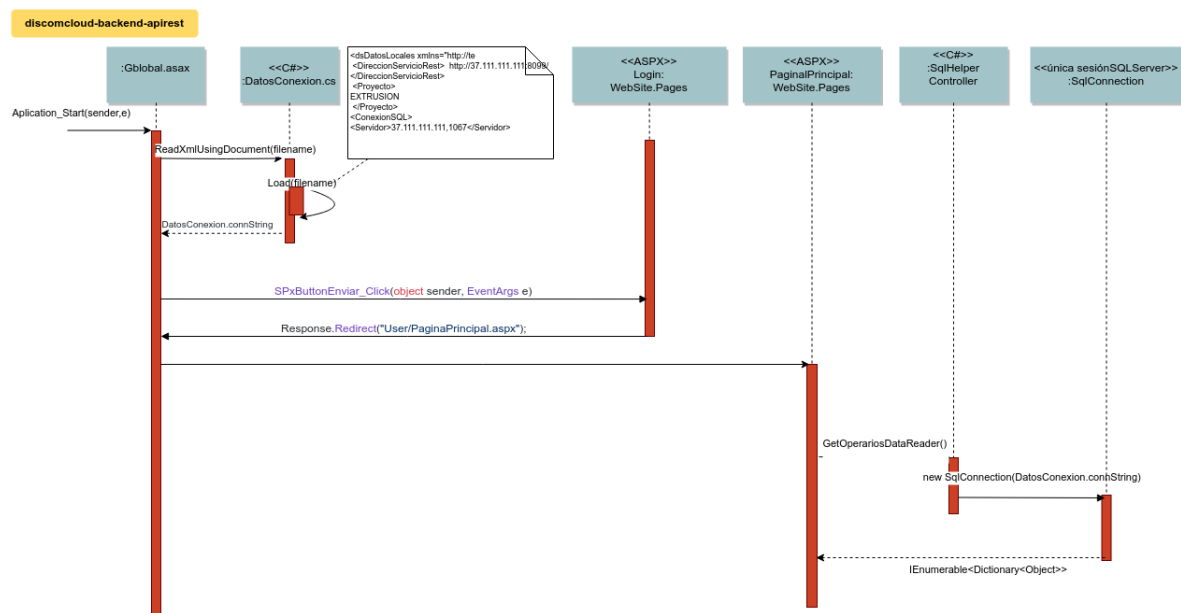 discomcloud-backend-apirest
:Gblobal.asax
<<C#>>
:DatosConexion.cs
<dsDatosLocales xmlns="http://te
<DireccionServicioRest> http://37.111.111.111:8099/
</DireccionServicioRest>
<Proyecto>
EXTRUSION
</Proyecto>
<ConexionSQL>
<Servidor>37.111.111.111,1067</Servidor>
<<ASPX>>
Login:
WebSite.Pages
<<ASPX>>
PaginalPrincipal:
WebSite.Pages
<<C#>>
:SqlHelper
Controller
<<única sesiónSQLServer>>
:SqlConnection
Aplication_Start(sender,e)
ReadXmlUsingDocument(filename)
Load(filename)
DatosConexion.connString
SPxButtonEnviar_Click(object sender, EventArgs e)
Response.Redirect("User/PaginaPrincipal.aspx");
GetOperariosDataReader()
new SqlConnection(DatosConexion.connString)
IEnumerable<Dictionary<Object>>